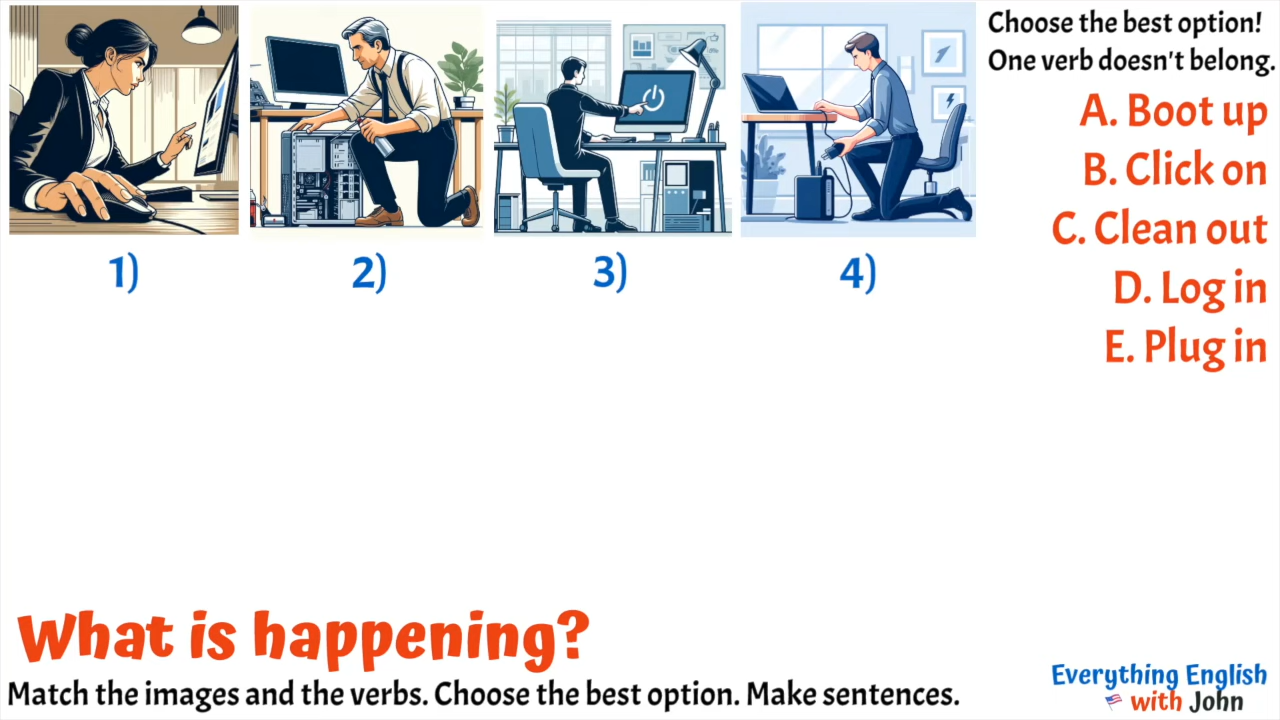 Choose the best option!
One verb doesn't belong.
A. Boot up
B. Click on
C. Clean out
D. Log in
E. Plug in
1)
2)
3)
4)
What is happening?
Match the images and the verbs. Choose the best option. Make sentences.
Everything English
with John